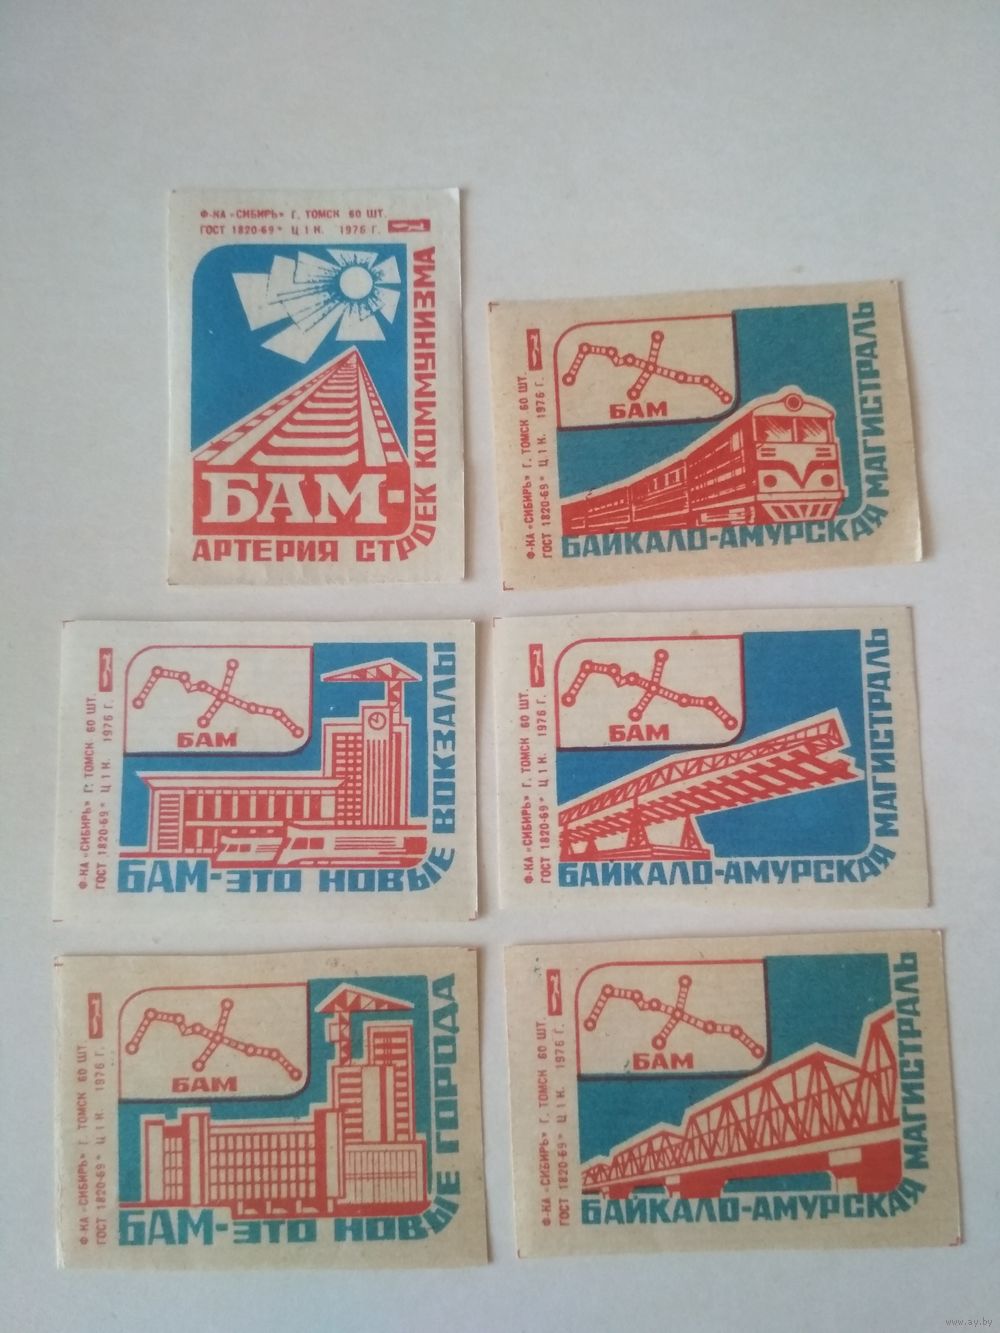 Ф-КА «СИБИРЬ» Г. ТОМСК 60 ШТ.
ГОСТ 1820-69* Ц 1 К. 1976 Г.
БАМ-
АРТЕРИЯ СТРОЕК КОММУНИЗМА
Ф-КА «СИБИРЬ» Г. ТОМСК 60 ШТ.
ГОСТ 1820-69* Ц 1 К. 1976 Г.
БАМ
БАЙКАЛО-АМУРСКАЯ МАГИСТРАЛЬ
Ф-КА «СИБИРЬ» Г. ТОМСК 60 ШТ.
ГОСТ 1820-69* Ц 1 К. 1976 Г.
БАМ
БАМ-ЭТО НОВЫЕ ВОКЗАЛЫ
Ф-КА «СИБИРЬ» Г. ТОМСК 60 ШТ.
ГОСТ 1820-69* Ц 1 К. 1976 Г.
БАМ
БАЙКАЛО-АМУРСКАЯ МАГИСТРАЛЬ
Ф-КА «СИБИРЬ» Г. ТОМСК 60 ШТ
ГОСТ 1820-69* Ц 1 К. 1976 Г.
БАМ
БАМ-ЭТО НОВЫЕ ГОРОДА
Ф-КА «СИБИРЬ» Г. ТОМСК 60 ШТ.
ГОСТ 1820-69* Ц 1 К. 1976 Г.
БАМ
БАЙКАЛО-АМУРСКАЯ МАГИСТРАЛЬ
www.ay.by